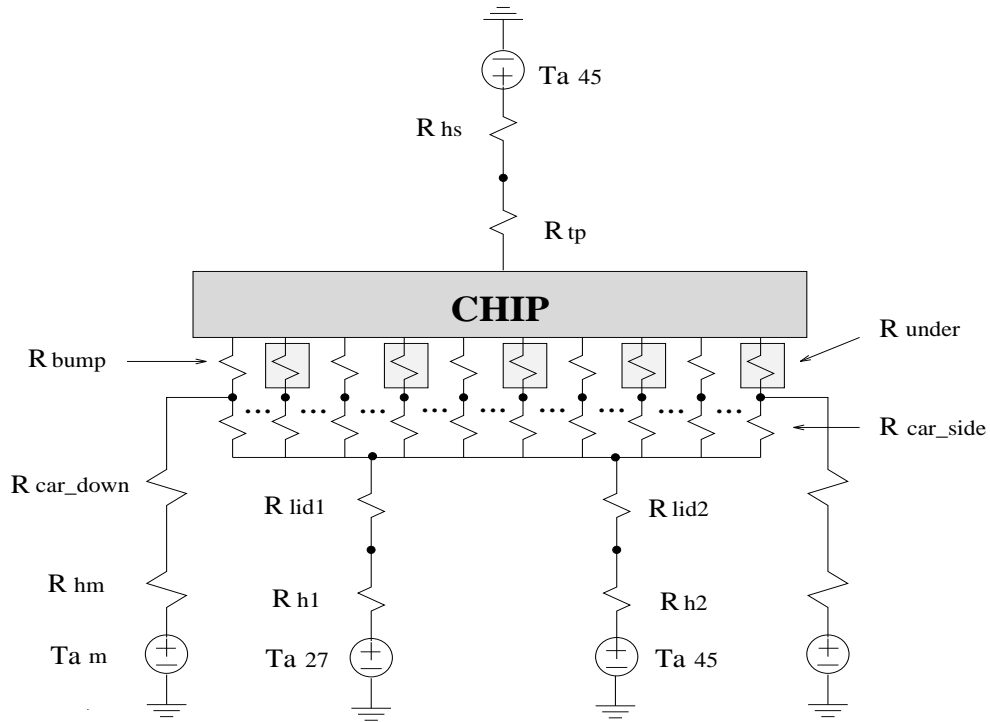 Ta 45
R hs
R tp
CHIP
R bump
R under
R car_side
R car_down
R lid1
R lid2
R hm
R h1
R h2
Ta m
Ta 27
Ta 45